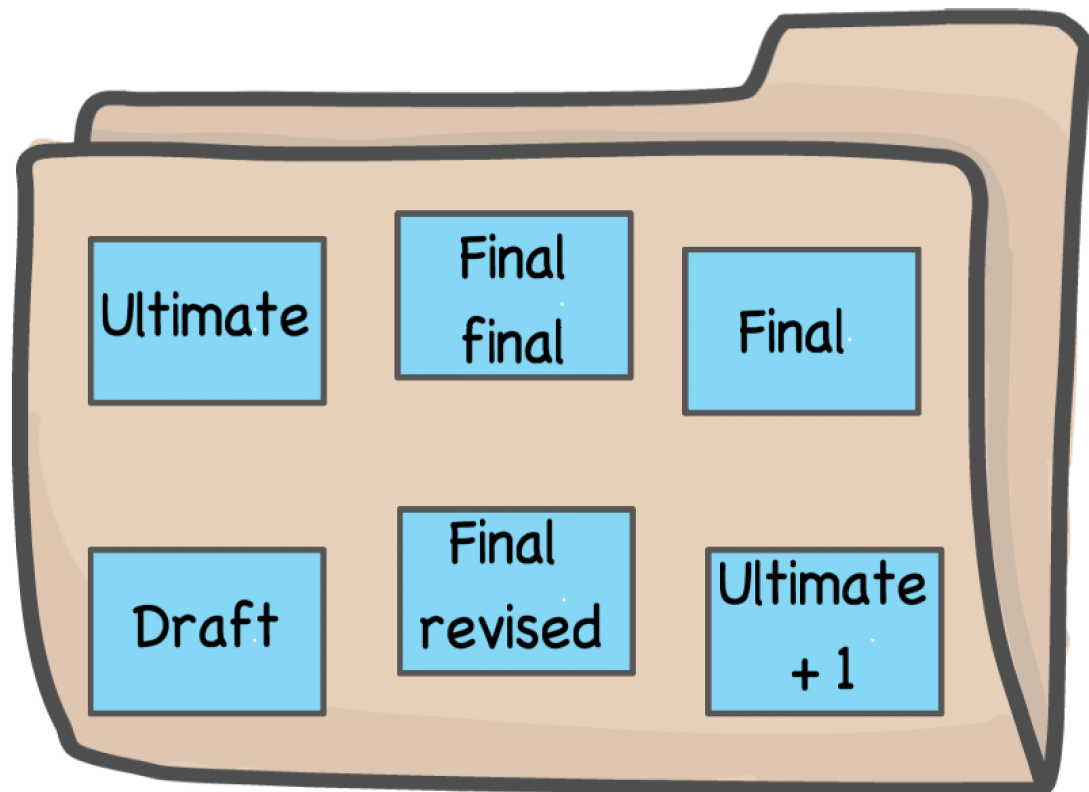 Ultimate
Final
final
Final
Draft
Final
revised
Ultimate
+ 1